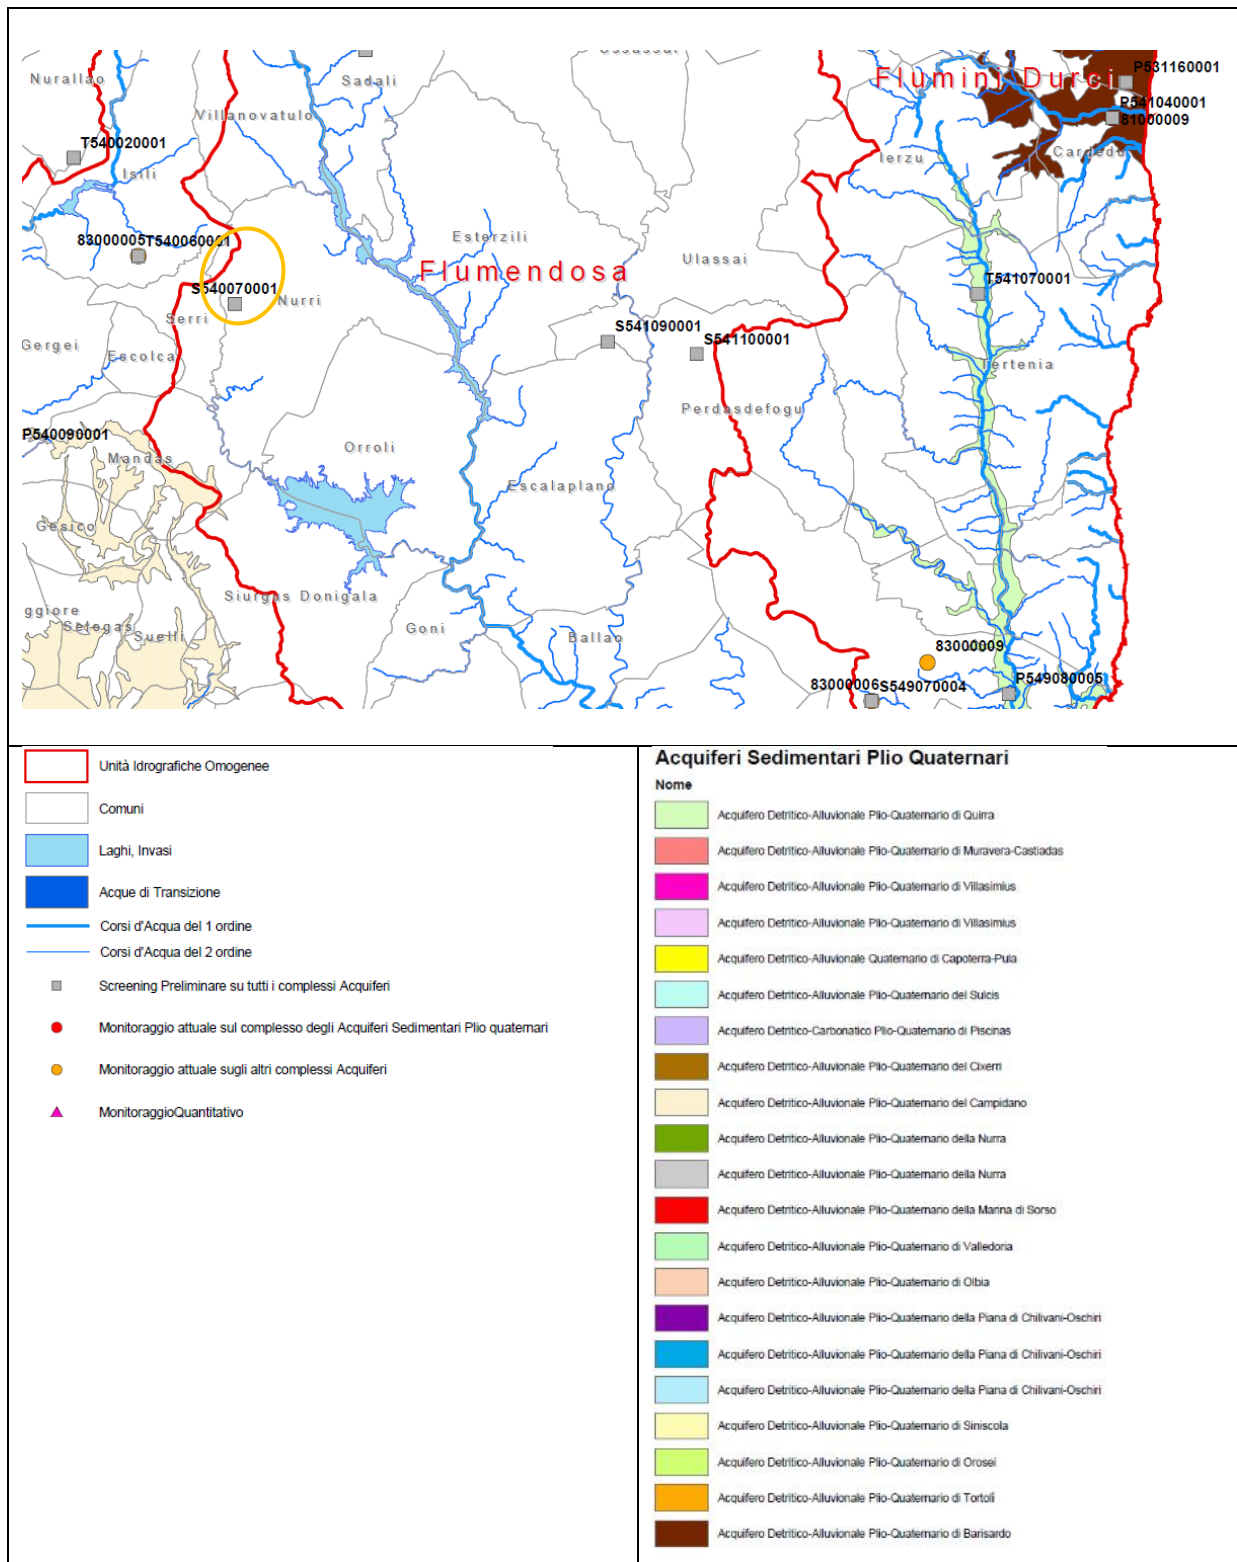 Ussassai
Nurallao
Sadali
Flumini Durci
P531160001
Villanovatulo
P541040001
81000009
T540020001
Isili
Ierzu
Cardedu
83000005
T540060001
Esterzili
Flumendosa
Ulassai
S540070001
Nurri
T541070001
Serri
Gergei
Escolca
S541090001
S541100001
Tertenia
Perdasdefogu
P540090001
Mandas
Orroli
Escalaplano
Gesico
Siurgus Donigala
ggiore
Selegas
Suelli
Goni
Ballao
83000009
83000006
S549070004
P549080005
Unità Idrografiche Omogenee
Comuni
Laghi, Invasi
Acque di Transizione
Corsi d'Acqua del 1 ordine
Corsi d'Acqua del 2 ordine
Screening Preliminare su tutti i complessi Acquiferi
Monitoraggio attuale sul complesso degli Acquiferi Sedimentari Plio quaternari
Monitoraggio attuale sugli altri complessi Acquiferi
MonitoraggioQuantitativo
Acquiferi Sedimentari Plio Quaternari
Nome
Acquifero Detritico-Alluvionale Plio-Quaternario di Quirra
Acquifero Detritico-Alluvionale Plio-Quaternario di Muravera-Castiadas
Acquifero Detritico-Alluvionale Plio-Quaternario di Villasimius
Acquifero Detritico-Alluvionale Plio-Quaternario di Villasimius
Acquifero Detritico-Alluvionale Quaternario di Capoterra-Pula
Acquifero Detritico-Alluvionale Plio-Quaternario del Sulcis
Acquifero Detritico-Carbonatico Plio-Quaternario di Piscinas
Acquifero Detritico-Alluvionale Plio-Quaternario del Cixerri
Acquifero Detritico-Alluvionale Plio-Quaternario del Campidano
Acquifero Detritico-Alluvionale Plio-Quaternario della Nurra
Acquifero Detritico-Alluvionale Plio-Quaternario della Nurra
Acquifero Detritico-Alluvionale Plio-Quaternario della Marina di Sorso
Acquifero Detritico-Alluvionale Plio-Quaternario di Valledoria
Acquifero Detritico-Alluvionale Plio-Quaternario di Olbia
Acquifero Detritico-Alluvionale Plio-Quaternario della Piana di Chilivani-Oschiri
Acquifero Detritico-Alluvionale Plio-Quaternario della Piana di Chilivani-Oschiri
Acquifero Detritico-Alluvionale Plio-Quaternario della Piana di Chilivani-Oschiri
Acquifero Detritico-Alluvionale Plio-Quaternario di Siniscola
Acquifero Detritico-Alluvionale Plio-Quaternario di Orosei
Acquifero Detritico-Alluvionale Plio-Quaternario di Tortolì
Acquifero Detritico-Alluvionale Plio-Quaternario di Barisardo